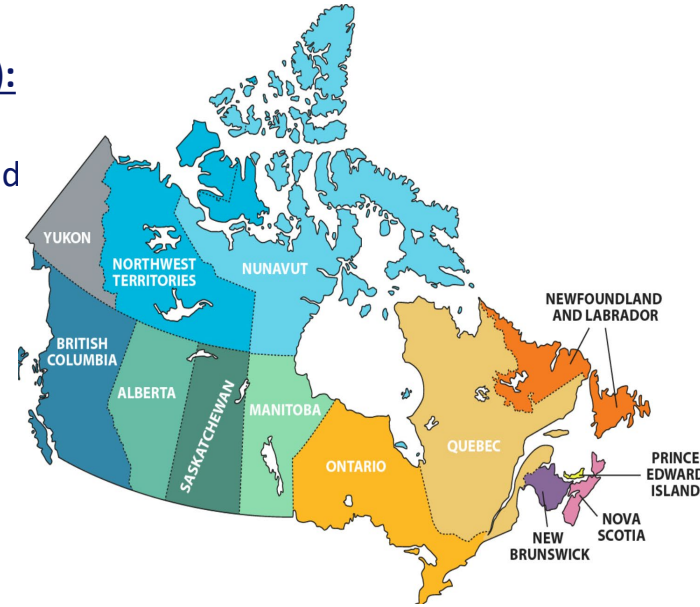 ):
d
YUKON
NORTHWEST
TERRITORIES
NUNAVUT
BRITISH
COLUMBIA
ALBERTA
SASKATCHEWAN
MANITOBA
ONTARIO
QUEBEC
NEWFOUNDLAND
AND LABRADOR
PRINCE
EDWARD
ISLAND
NOVA
SCOTIA
NEW
BRUNSWICK